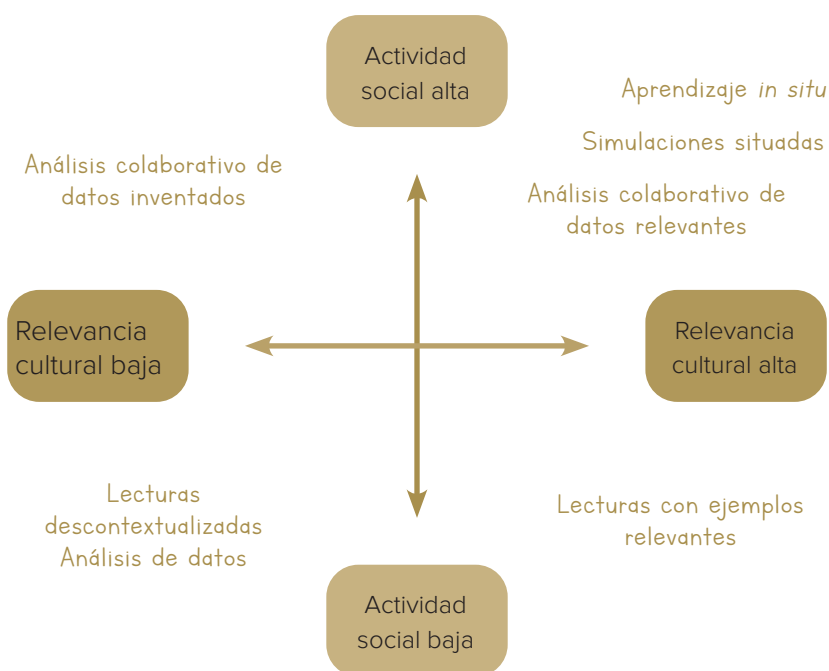 Actividad
social alta
Aprendizaje in situ
Simulaciones situadas
Análisis colaborativo de
datos inventados
Análisis colaborativo de
datos relevantes
Relevancia
cultural baja
Relevancia
cultural alta
Lecturas
descontextualizadas
Análisis de datos
Lecturas con ejemplos
relevantes
Actividad
social baja